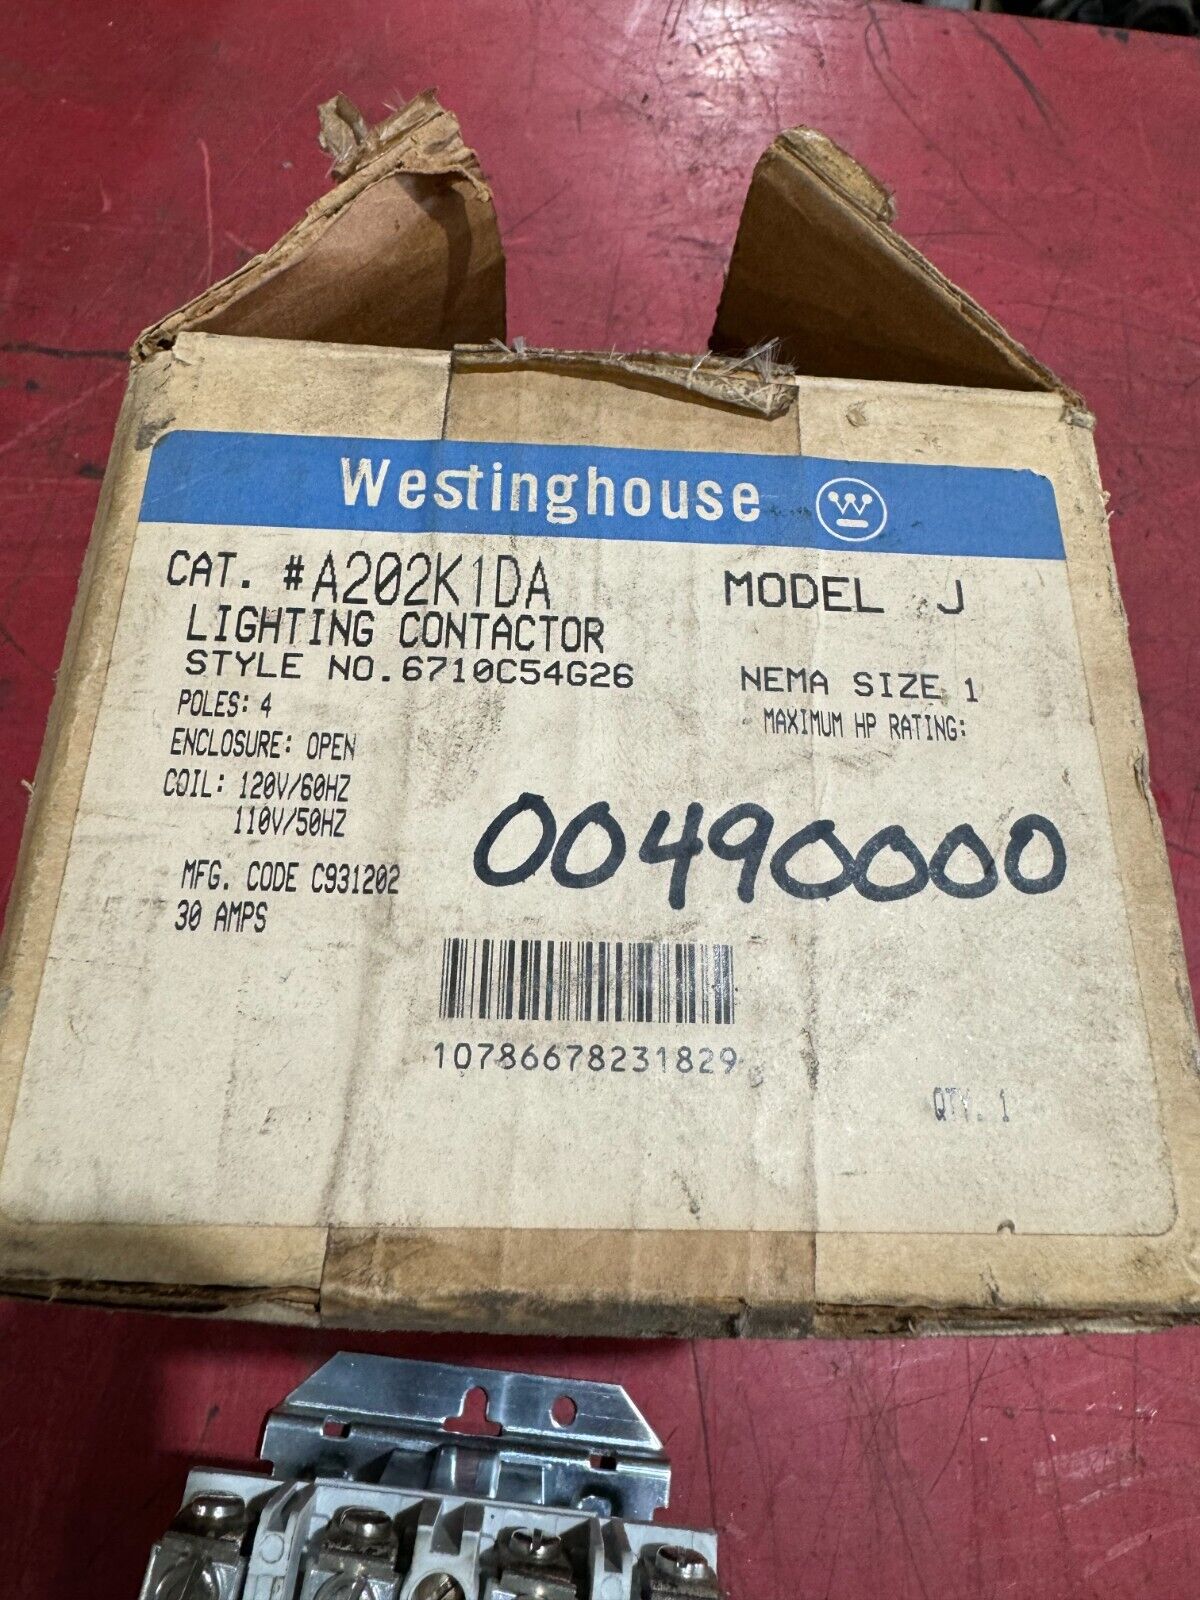 Westinghouse
CAT. #A202K1DA
MODEL J
LIGHTING CONTACTOR
STYLE NO.6710C54G26
NEMA SIZE 1
POLES: 4
MAXIMUM HP RATING:
ENCLOSURE: OPEN
COIL: 120V/60HZ
110V/50HZ
00490000
MFG. CODE C931202
30 AMPS
10786678231829
QTY. 1